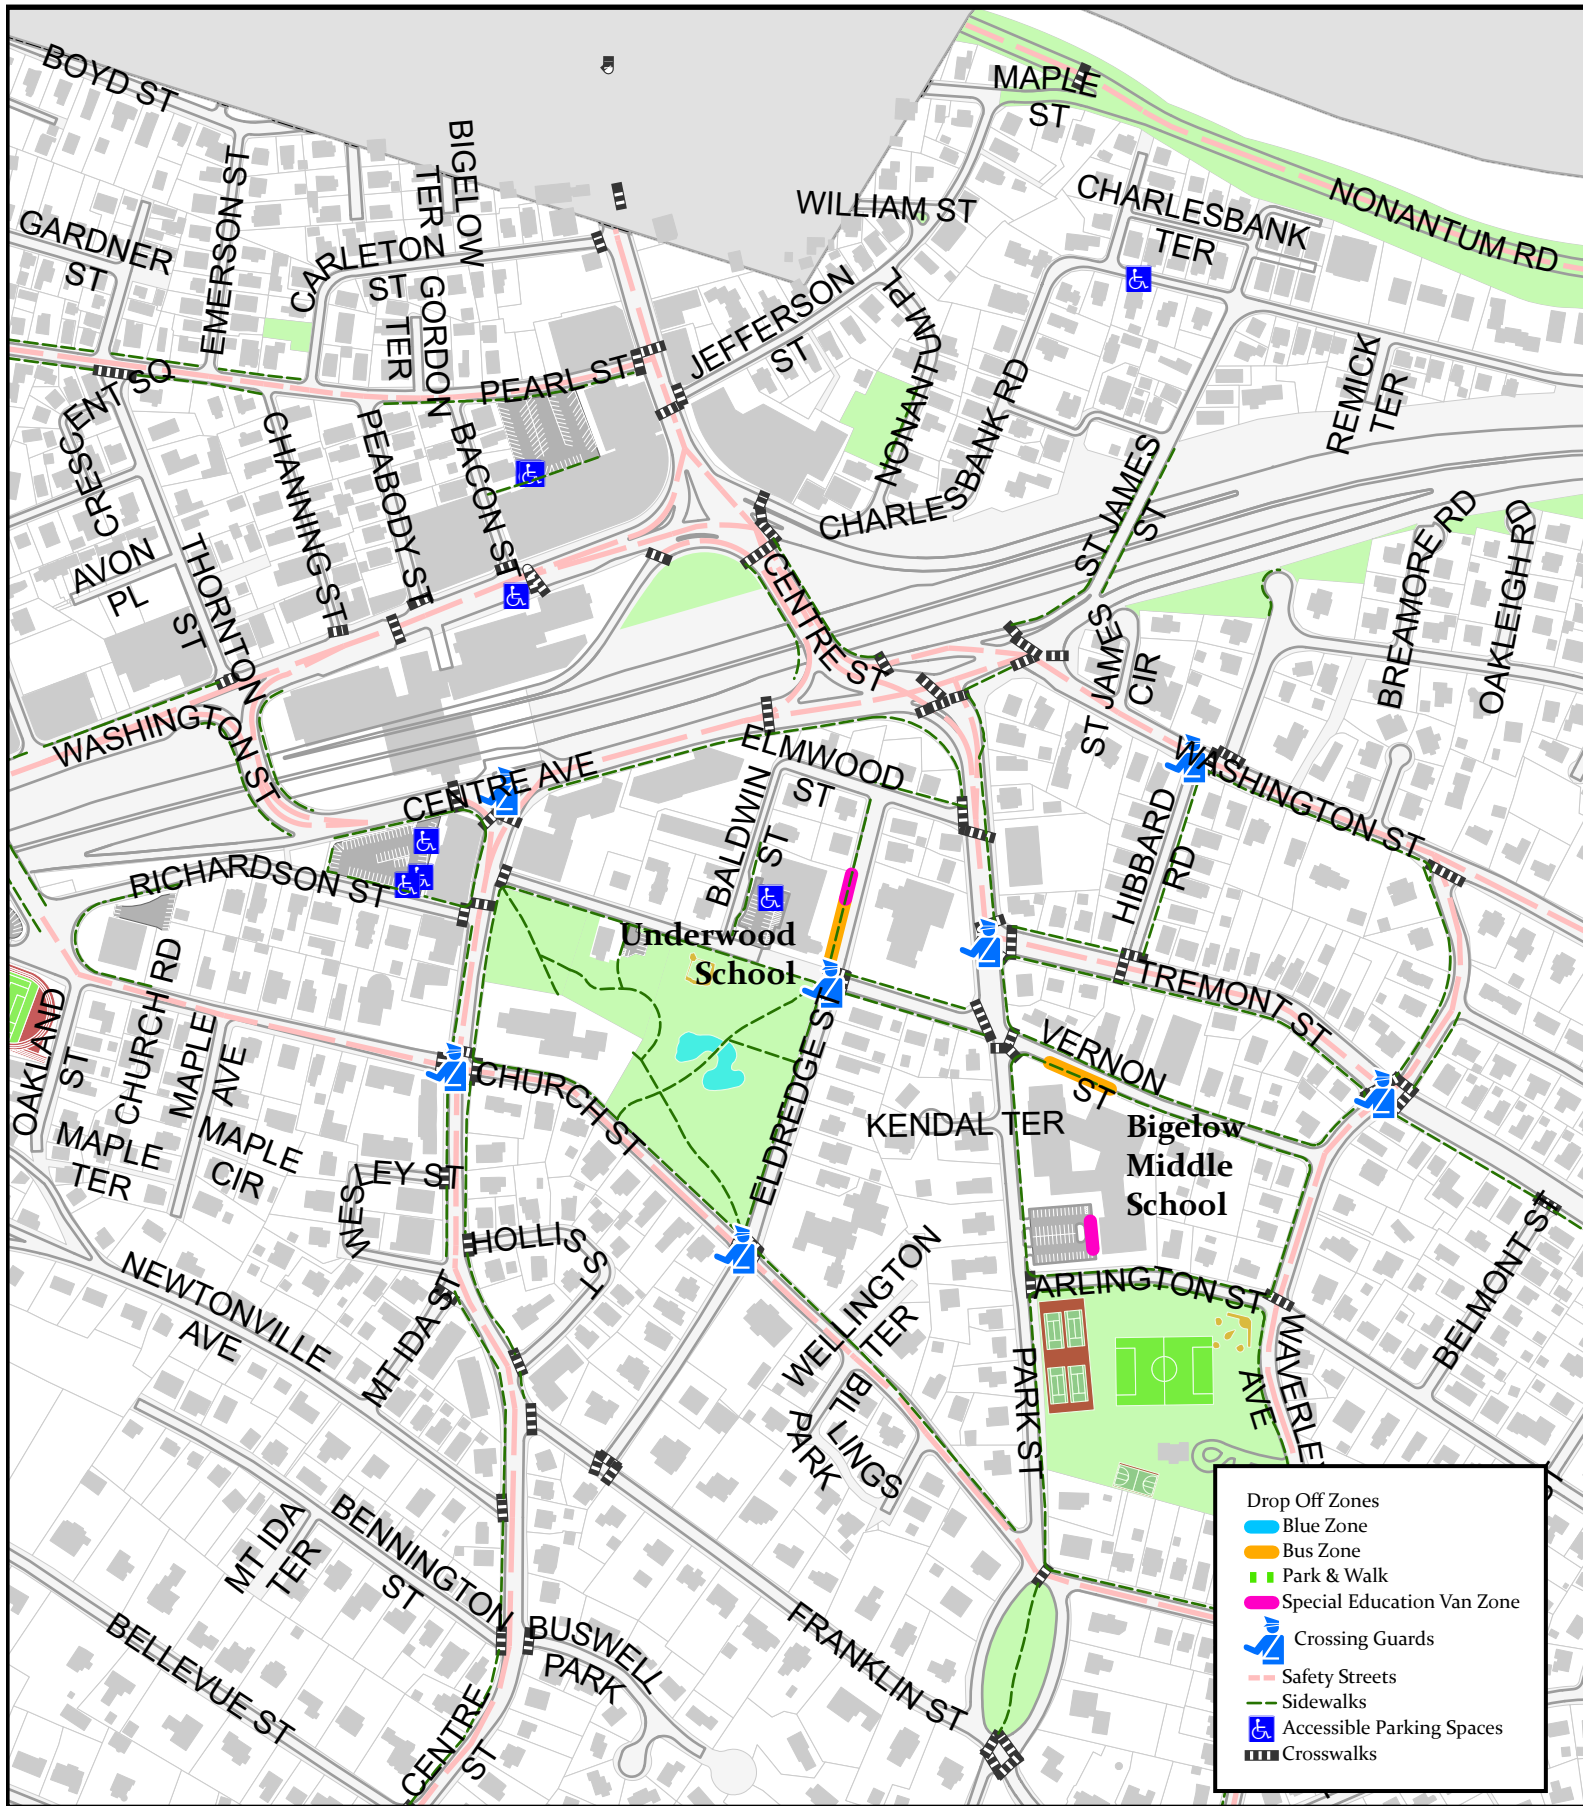 BOYD ST
MAPLE
ST
BIGELOW
TER
EMERSON ST
WILLIAM ST
CHARLESBANK
TER
NONANTUM RD
GARDNER
ST
CARLETON
ST
GORDON
TER
JEFFERSON
ST
NONANTUM PL
REMICK
TER
PEARL ST
CRESCENT SQ
CHANNING ST
PEABODY ST
BACON ST
CHARLESBANK RD
ST JAMES
ST
BREAMORE RD
OAKLEIGH RD
AVON
PL
THORNTON
ST
CENTRE ST
ST JAMES
CIR
WASHINGTON ST
CENTRE AVE
ELMWOOD
ST
WASHINGTON ST
BALDWIN
ST
HIBBARD
RD
RICHARDSON ST
Underwood
School
TREMONT ST
OAKLAND
ST
CHURCH RD
MAPLE
AVE
CHURCH ST
ELDREDGE ST
VERNON
ST
KENDAL TER
MAPLE
TER
MAPLE
CIR
Bigelow
Middle
School
WESLEY ST
HOLLIS ST
NEWTONVILLE
AVE
MT IDA ST
WELLINGTON
TER
ARLINGTON ST
BELMONT ST
BILLINGS
PARK
PARK ST
WAVERLEY
AVE
MT IDA
TER
BENNINGTON
ST
BELLEVUE ST
BUSWELL
PARK
FRANKLIN ST
CENTRE
ST
Drop Off Zones
Blue Zone
Bus Zone
Park & Walk
Special Education Van Zone
Crossing Guards
Safety Streets
Sidewalks
Accessible Parking Spaces
Crosswalks